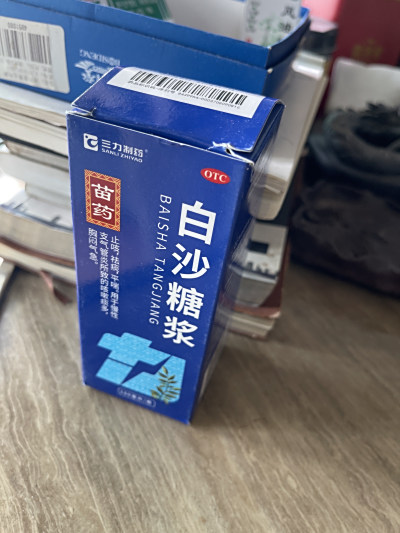 三力制药
SANLI ZHIYAO
OTC
苗药
白沙糖浆
BAISHA TANGJIANG
止咳，祛痰，平喘。用于慢性
支气管炎所致的咳嗽痰多，
胸闷气急。